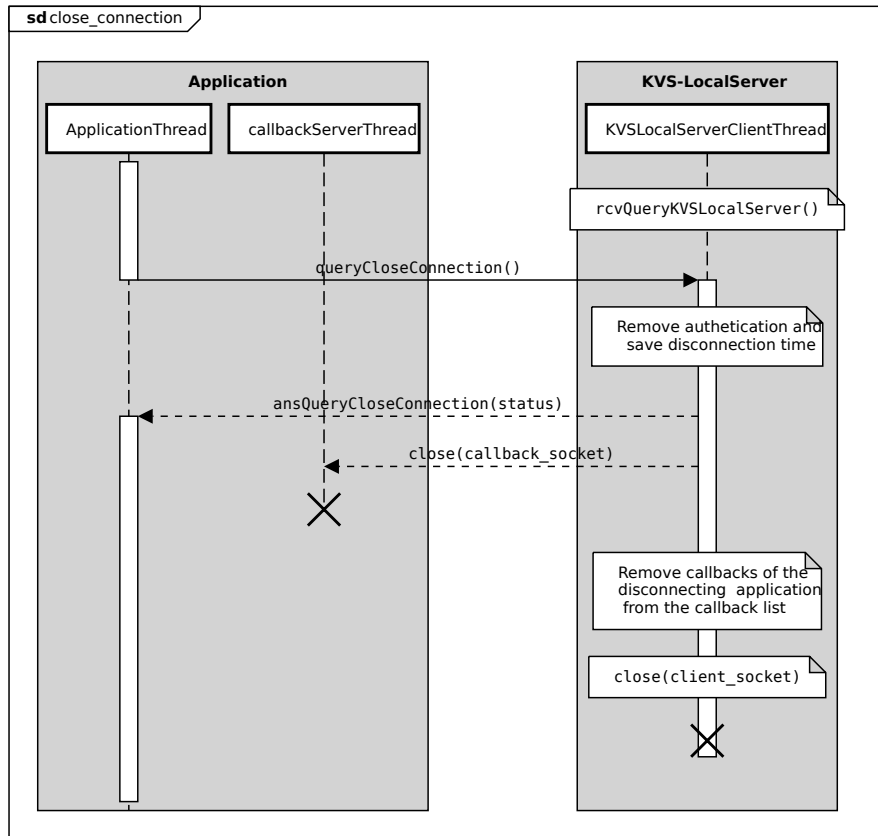 sd close_connection
Application
KVS-LocalServer
ApplicationThread
callbackServerThread
KVSLocalServerClientThread
rcvQueryKVSLocalServer()
queryCloseConnection()
Remove authetication and
save disconnection time
ansQueryCloseConnection(status)
close(callback_socket)
Remove callbacks of the
disconnecting application
from the callback list
close(client_socket)